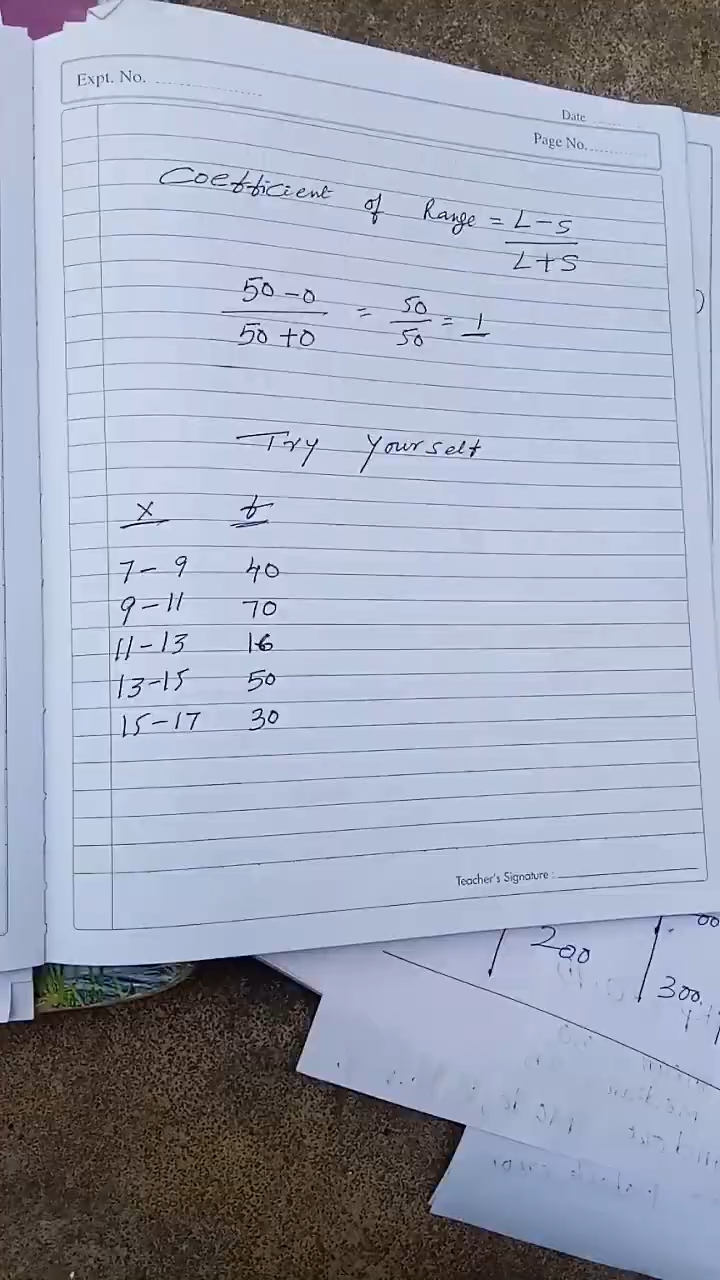 Expt. No.
Date
Page No.
Coefficient of Range = L-S
L+S
50-0 = 50 = 1
50+0 50
Try Yourself
x f
7-9 40
9-11 70
11-13 16
13-15 50
15-17 30
Teacher's Signature :
200
300